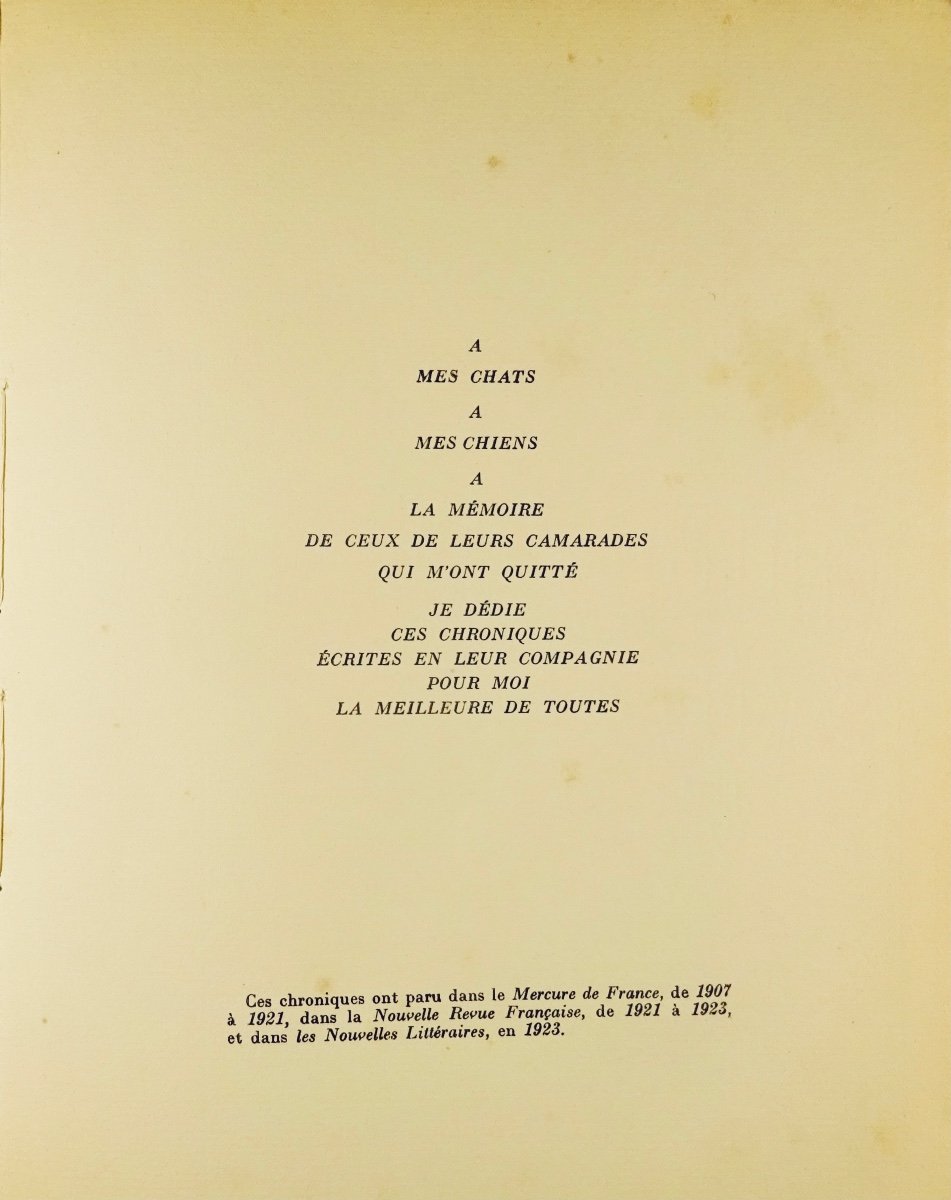 A
MES CHATS
A
MES CHIENS
A
LA MÉMOIRE
DE CEUX DE LEURS CAMARADES
QUI M'ONT QUITTÉ
JE DÉDIE
CES CHRONIQUES
ÉCRITES EN LEUR COMPAGNIE
POUR MOI
LA MEILLEURE DE TOUTES
Ces chroniques ont paru dans le Mercure de France, de 1907
à 1921, dans la Nouvelle Revue Française, de 1921 à 1923,
et dans les Nouvelles Littéraires, en 1923.